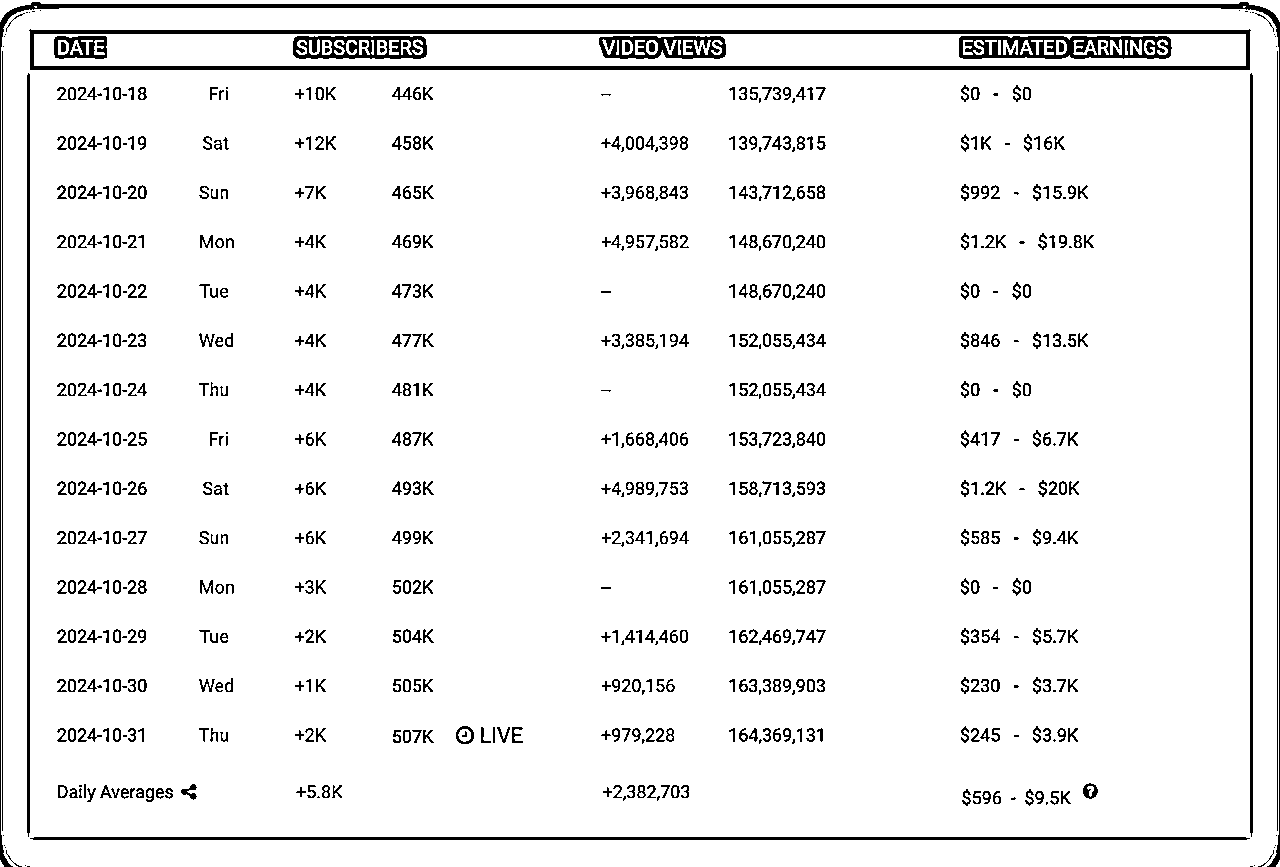 DATE SUBSCRIBERS VIDEO VIEWS ESTIMATED EARNINGS
2024-10-18 Fri +10K 446K – 135,739,417 $0 - $0
2024-10-19 Sat +12K 458K +4,004,398 139,743,815 $1K - $16K
2024-10-20 Sun +7K 465K +3,968,843 143,712,658 $992 - $15.9K
2024-10-21 Mon +4K 469K +4,957,582 148,670,240 $1.2K - $19.8K
2024-10-22 Tue +4K 473K – 148,670,240 $0 - $0
2024-10-23 Wed +4K 477K +3,385,194 152,055,434 $846 - $13.5K
2024-10-24 Thu +4K 481K – 152,055,434 $0 - $0
2024-10-25 Fri +6K 487K +1,668,406 153,723,840 $417 - $6.7K
2024-10-26 Sat +6K 493K +4,989,753 158,713,593 $1.2K - $20K
2024-10-27 Sun +6K 499K +2,341,694 161,055,287 $585 - $9.4K
2024-10-28 Mon +3K 502K – 161,055,287 $0 - $0
2024-10-29 Tue +2K 504K +1,414,460 162,469,747 $354 - $5.7K
2024-10-30 Wed +1K 505K +920,156 163,389,903 $230 - $3.7K
2024-10-31 Thu +2K 507K LIVE +979,228 164,369,131 $245 - $3.9K
Daily Averages +5.8K +2,382,703 $596 - $9.5K